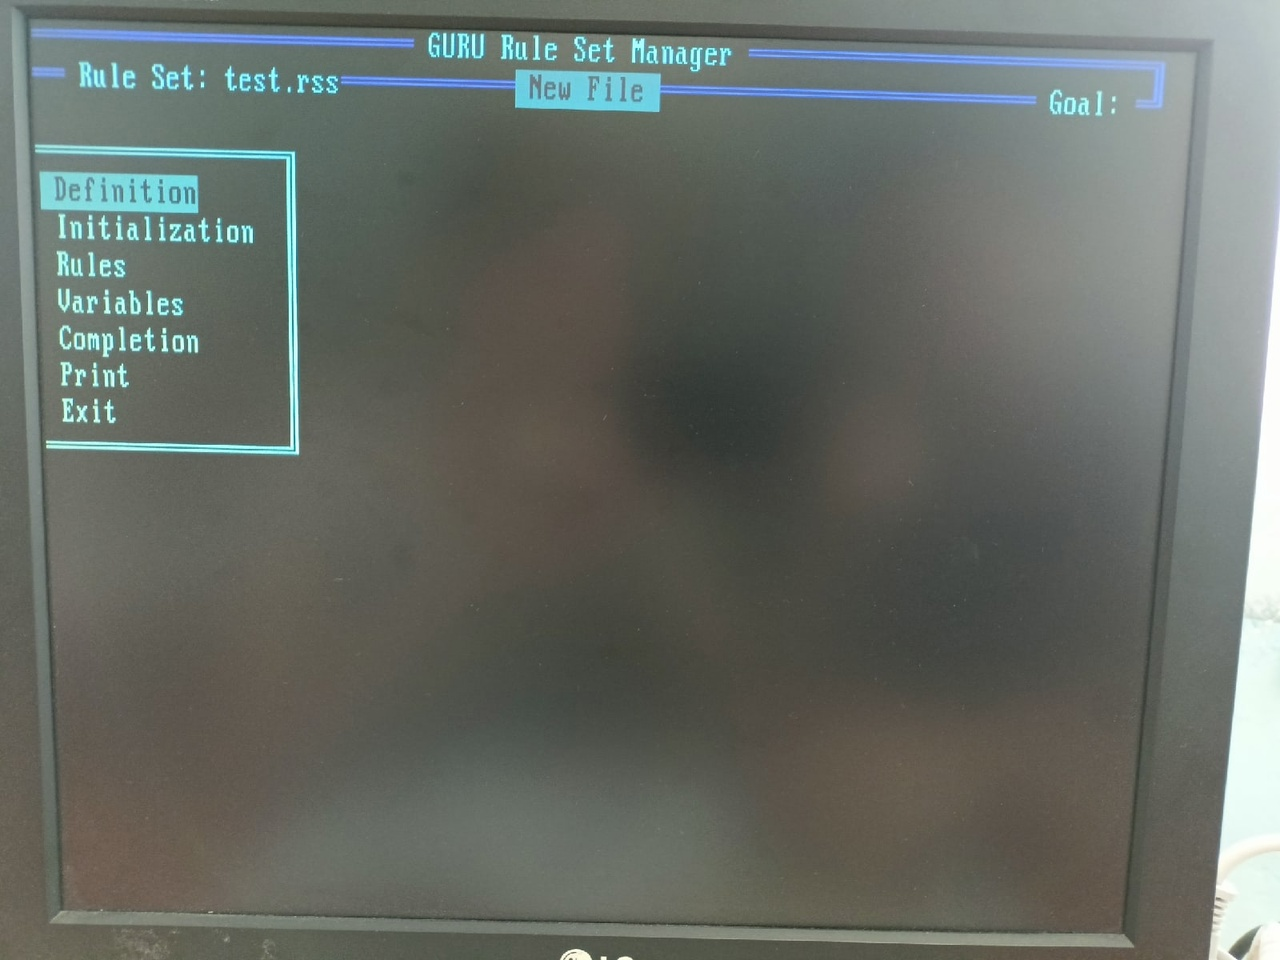 GURU Rule Set Manager
Rule Set: test.rss New File Goal:
Definition
Initialization
Rules
Variables
Completion
Print
Exit